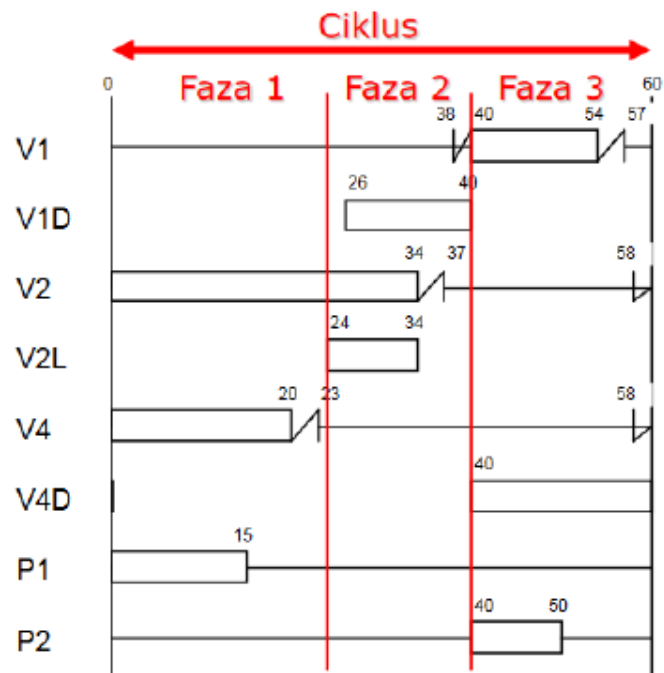 Ciklus
0 Faza 1 Faza 2 Faza 3 60
V1 38 40 54 57
V1D 26 40
V2 34 37 58
V2L 24 34
V4 20 23 58
V4D 40
P1 15
P2 40 50